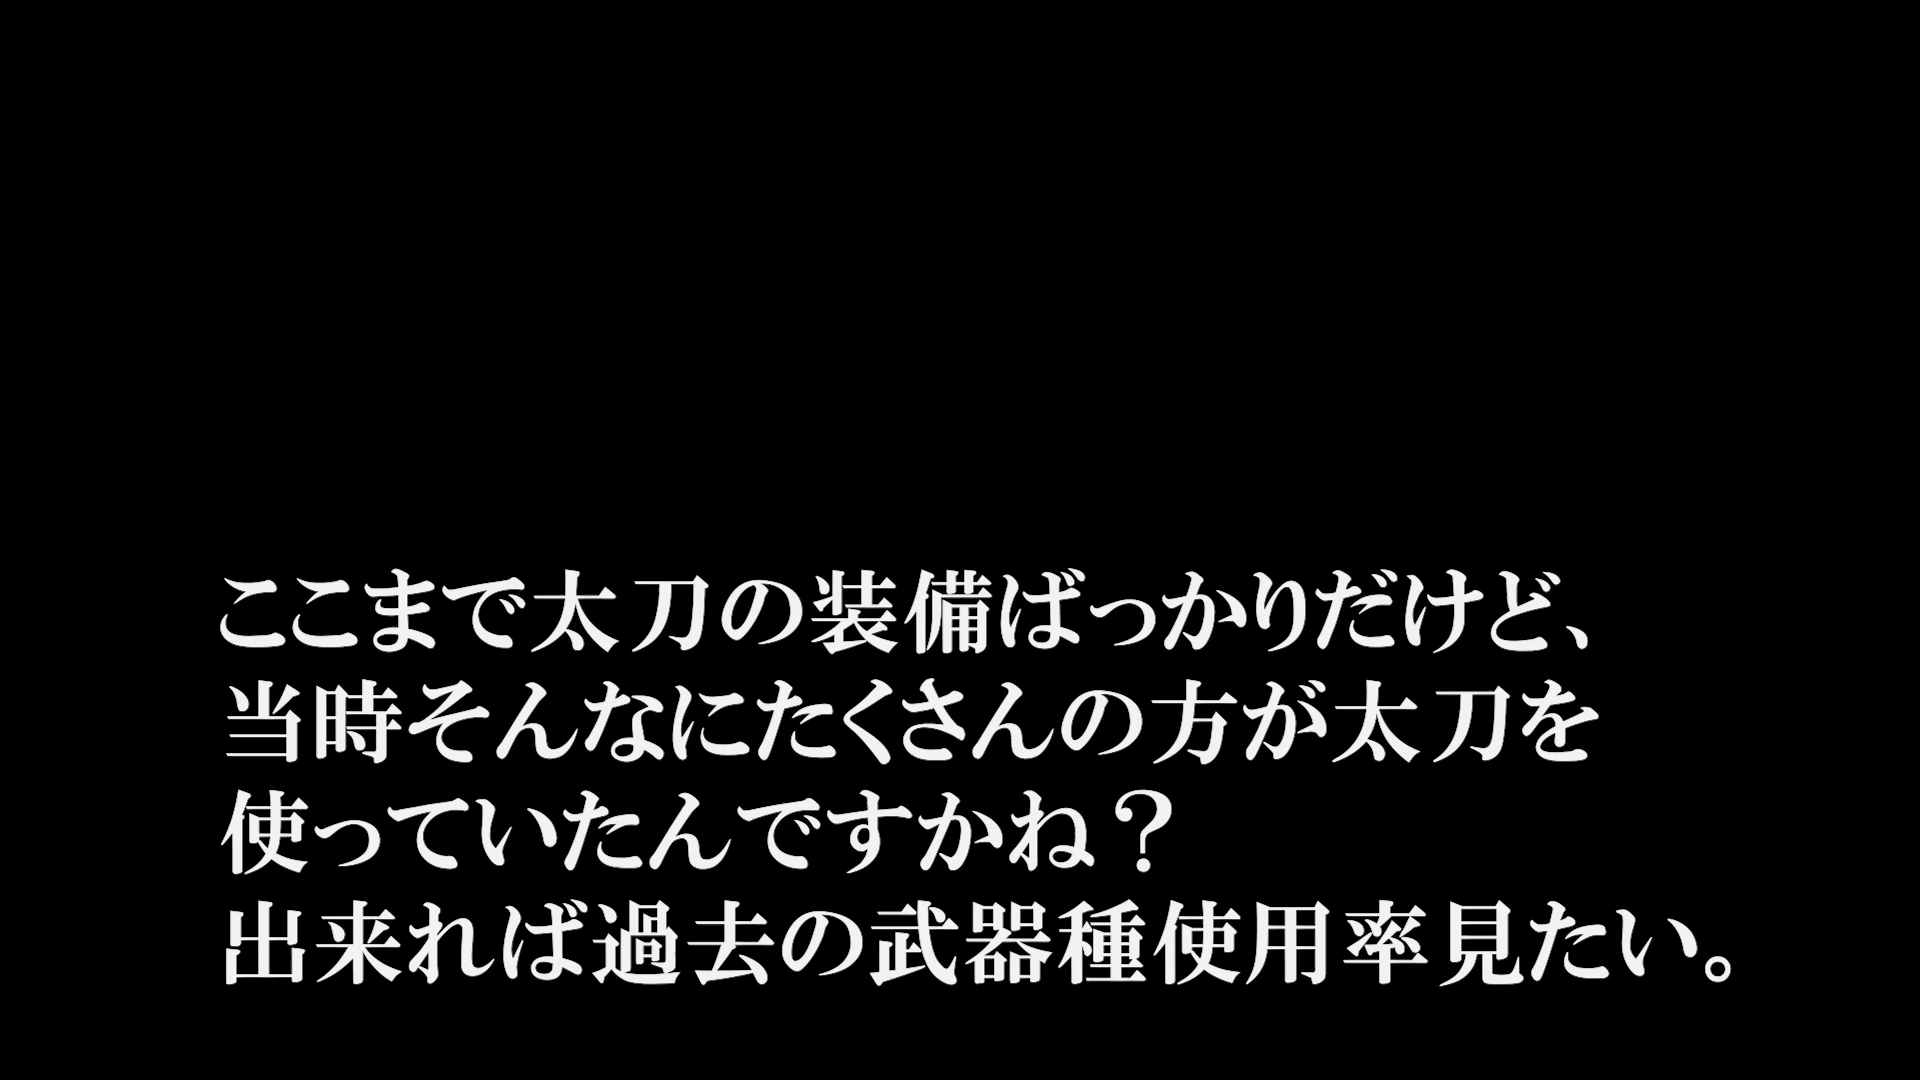 ここまで太刀の装備ばっかりだけど、
当時そんなにたくさんの方が太刀を
使っていたんですかね？
出来れば過去の武器種使用率見たい。